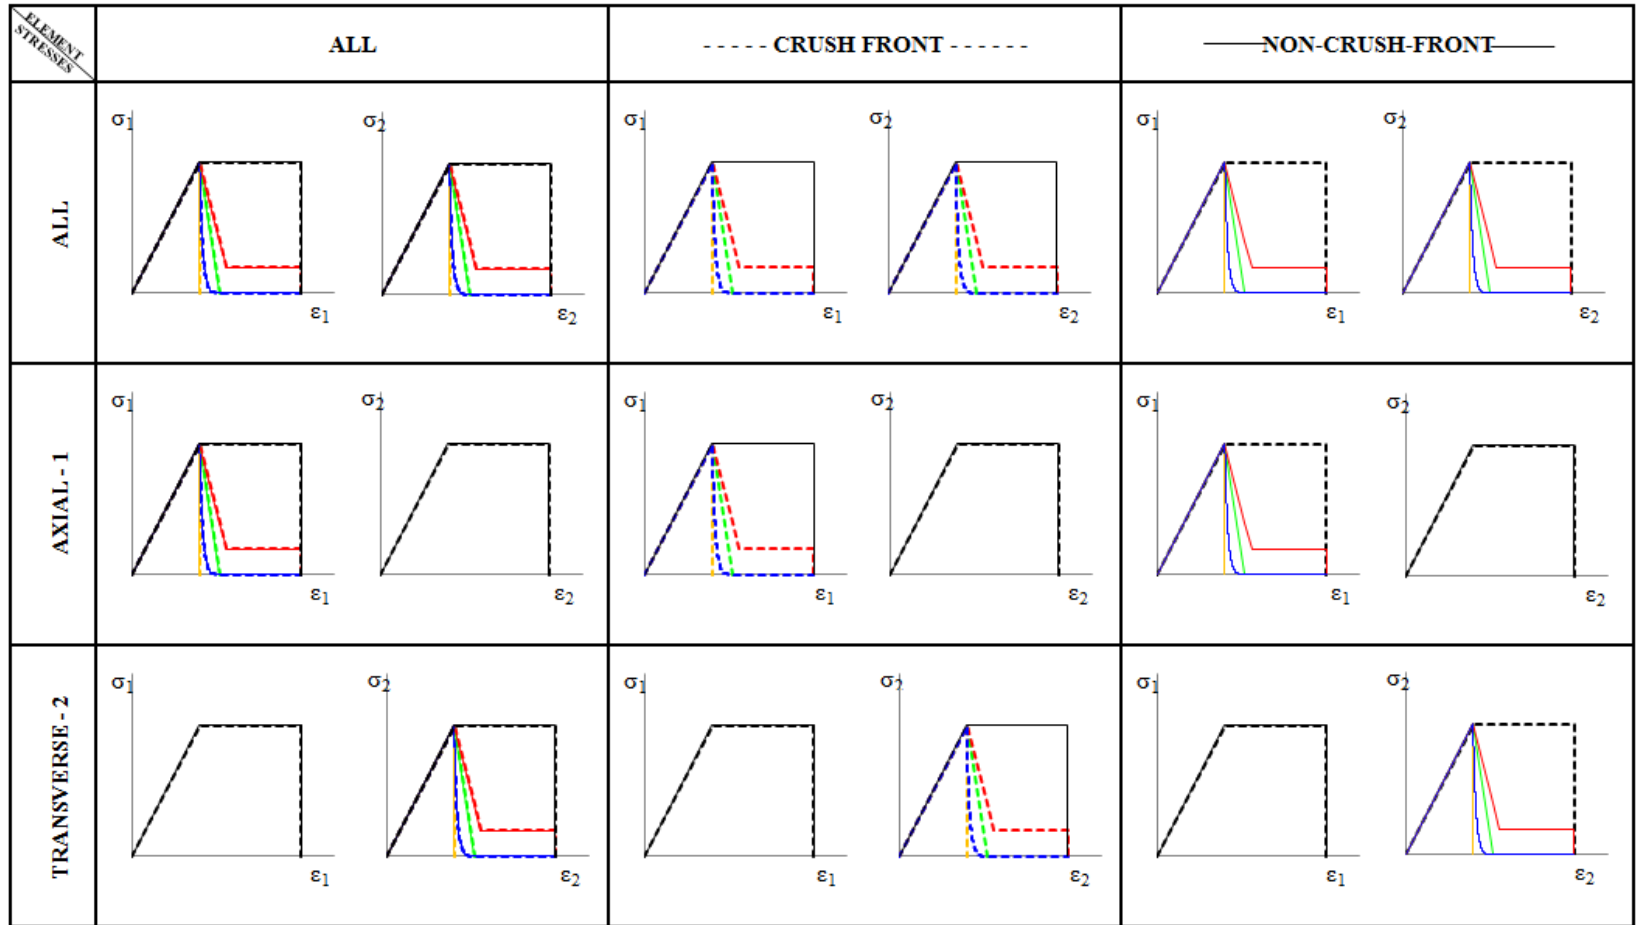 ELEMENT
STRESSES
ALL
- - - - - CRUSH FRONT - - - - - -
NON-CRUSH-FRONT
ALL
σ1 σ2 σ1 σ2 σ1 σ2
ε1 ε2 ε1 ε2 ε1 ε2
AXIAL - 1
σ1 σ2 σ1 σ2 σ1 σ2
ε1 ε2 ε1 ε2 ε1 ε2
TRANSVERSE - 2
σ1 σ2 σ1 σ2 σ1 σ2
ε1 ε2 ε1 ε2 ε1 ε2